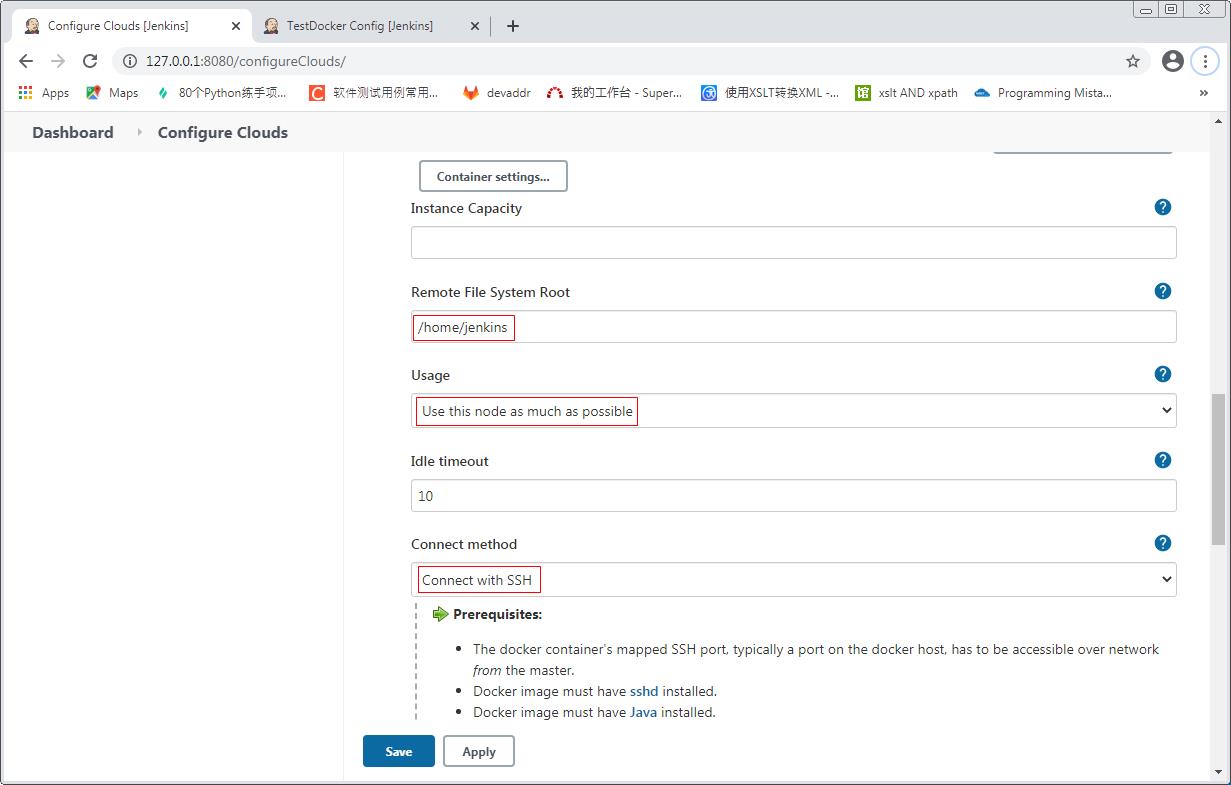 Configure Clouds [Jenkins]
TestDocker Config [Jenkins]
127.0.0.1:8080/configureClouds/
Apps
Maps
80个Python练手项...
软件测试用例常用...
devaddr
我的工作台 - Super...
使用XSLT转换XML -...
xslt AND xpath
Programming Mista...
»
Dashboard
Configure Clouds
Container settings...
Instance Capacity
Remote File System Root
/home/jenkins
Usage
Use this node as much as possible
Idle timeout
10
Connect method
Connect with SSH
Prerequisites:
• The docker container's mapped SSH port, typically a port on the docker host, has to be accessible over network
from the master.
• Docker image must have sshd installed.
• Docker image must have Java installed.
Save
Apply